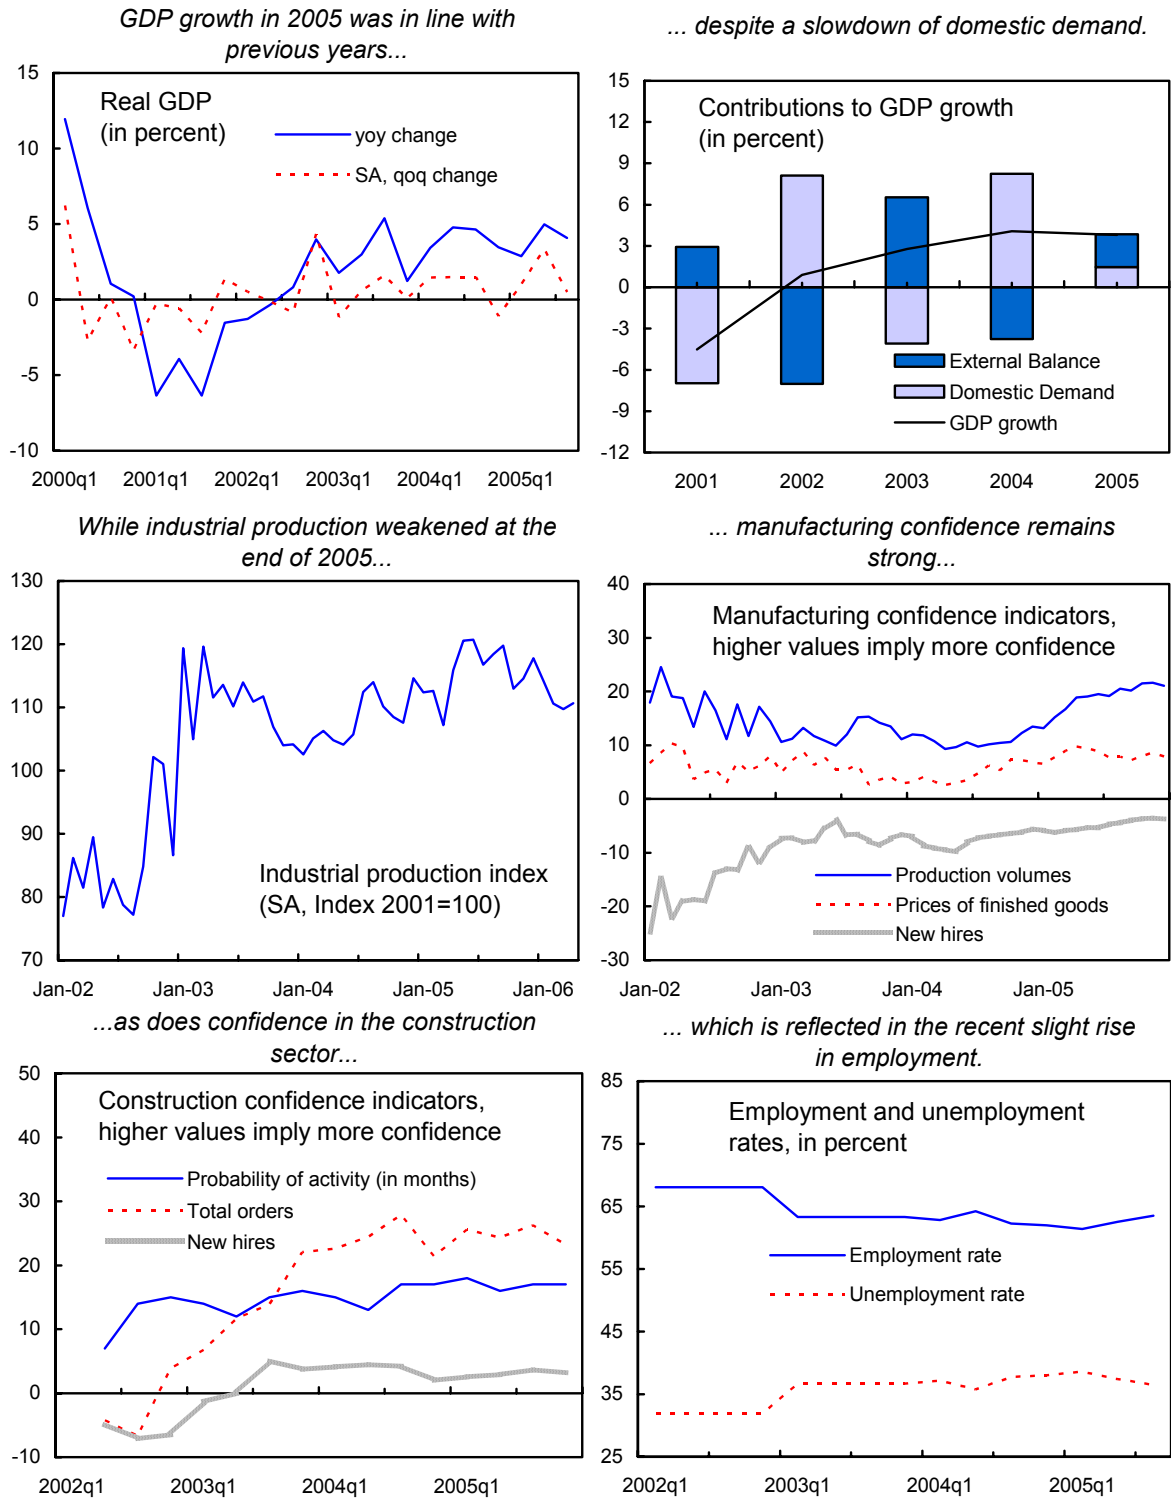 GDP growth in 2005 was in line with
previous years...
15
10
5
0
-5
-10
Real GDP
(in percent)
yoy change
SA, qoq change
2000q1 2001q1 2002q1 2003q1 2004q1 2005q1
... despite a slowdown of domestic demand.
15
12
9
6
3
0
-3
-6
-9
-12
Contributions to GDP growth
(in percent)
External Balance
Domestic Demand
GDP growth
2001 2002 2003 2004 2005
While industrial production weakened at the
end of 2005...
130
120
110
100
90
80
70
Industrial production index
(SA, Index 2001=100)
Jan-02 Jan-03 Jan-04 Jan-05 Jan-06
... manufacturing confidence remains
strong...
40
30
20
10
0
-10
-20
-30
Manufacturing confidence indicators,
higher values imply more confidence
Production volumes
Prices of finished goods
New hires
Jan-02 Jan-03 Jan-04 Jan-05
...as does confidence in the construction
sector...
50
40
30
20
10
0
-10
Construction confidence indicators,
higher values imply more confidence
Probability of activity (in months)
Total orders
New hires
2002q1 2003q1 2004q1 2005q1
... which is reflected in the recent slight rise
in employment.
85
75
65
55
45
35
25
Employment and unemployment
rates, in percent
Employment rate
Unemployment rate
2002q1 2003q1 2004q1 2005q1